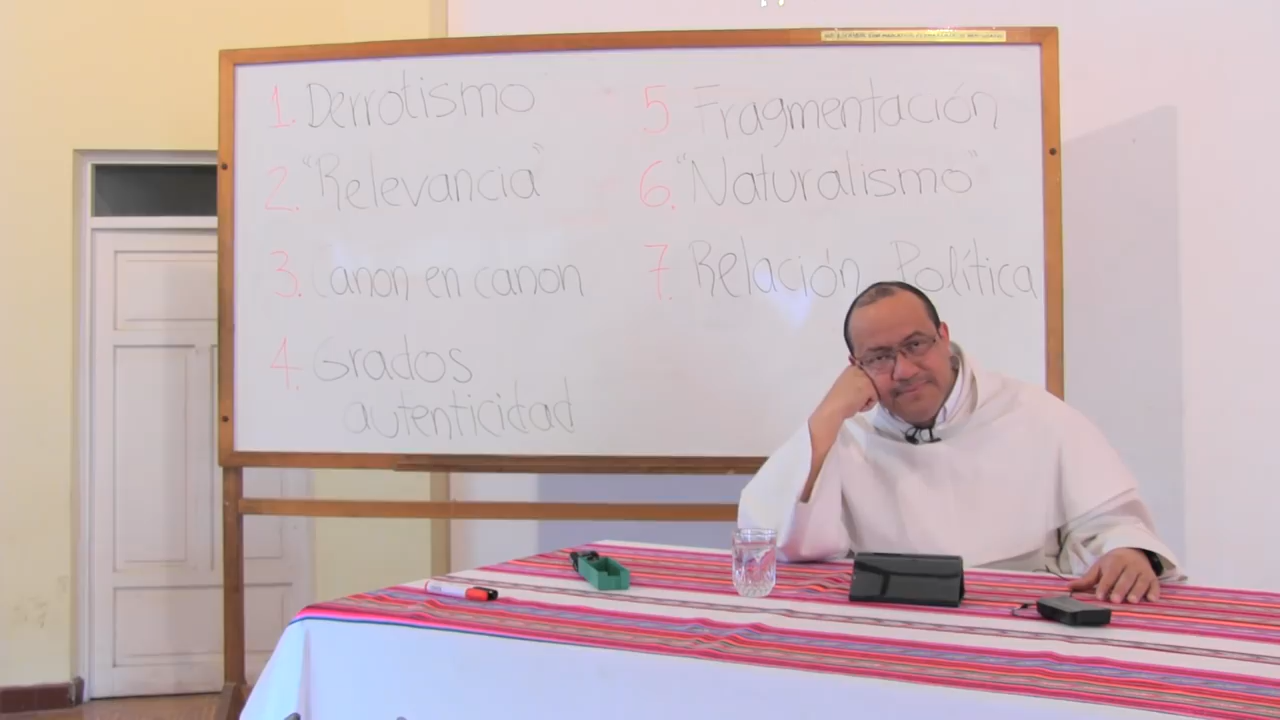 1. Derrotismo
2. "Relevancia"
3. Canon en canon
4. Grados
autenticidad
5 Fragmentación
6. "Naturalismo"
7. Relación Política